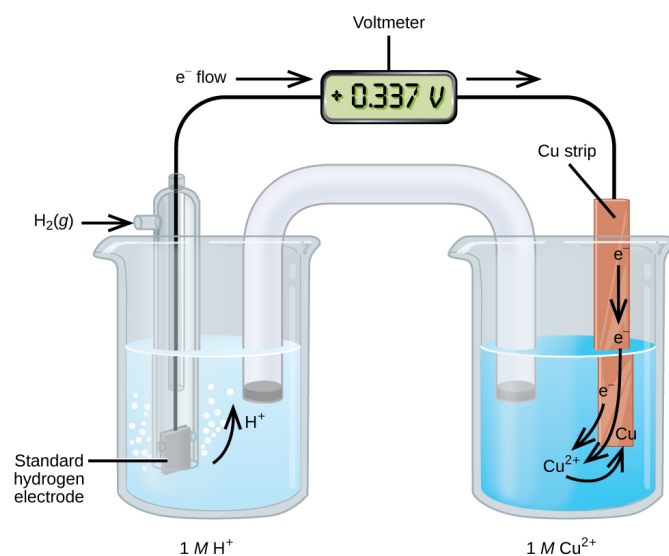 Voltmeter
e⁻ flow
+ 0.337 V
Cu strip
H₂(g)
e⁻
e⁻
e⁻
H⁺
Cu
Cu²⁺
Standard
hydrogen
electrode
1 M H⁺
1 M Cu²⁺